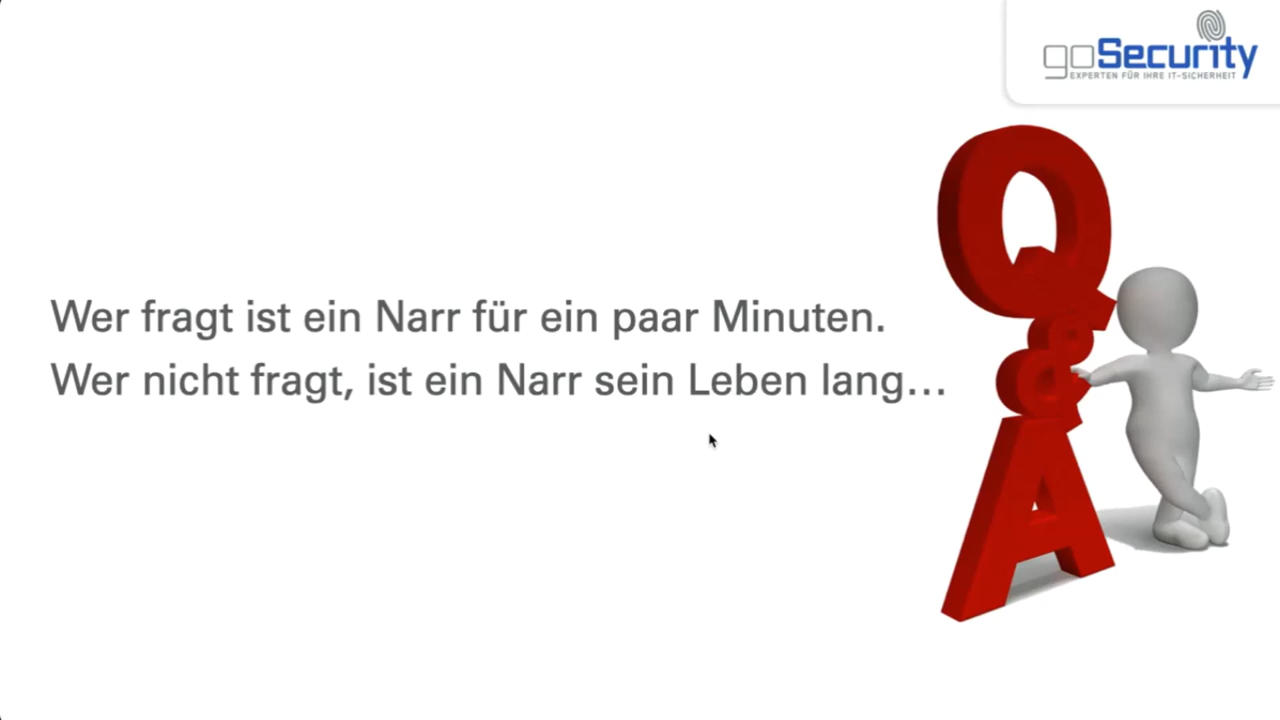 goSecurity
EXPERTEN FÜR IHRE IT-SICHERHEIT
Wer fragt ist ein Narr für ein paar Minuten.
Wer nicht fragt, ist ein Narr sein Leben lang...
Q
&
A